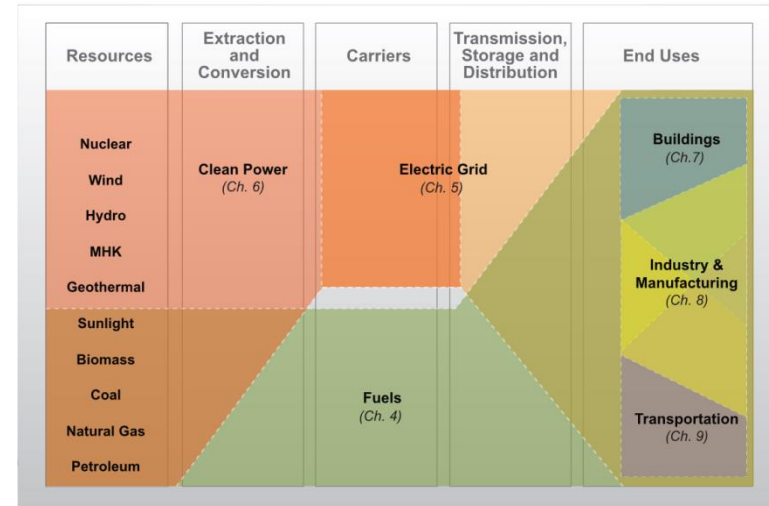 Resources
Extraction
and
Conversion
Carriers
Transmission,
Storage and
Distribution
End Uses
Nuclear
Wind
Hydro
MHK
Geothermal
Sunlight
Biomass
Coal
Natural Gas
Petroleum
Clean Power
(Ch. 6)
Electric Grid
(Ch. 5)
Fuels
(Ch. 4)
Buildings
(Ch.7)
Industry &
Manufacturing
(Ch. 8)
Transportation
(Ch. 9)